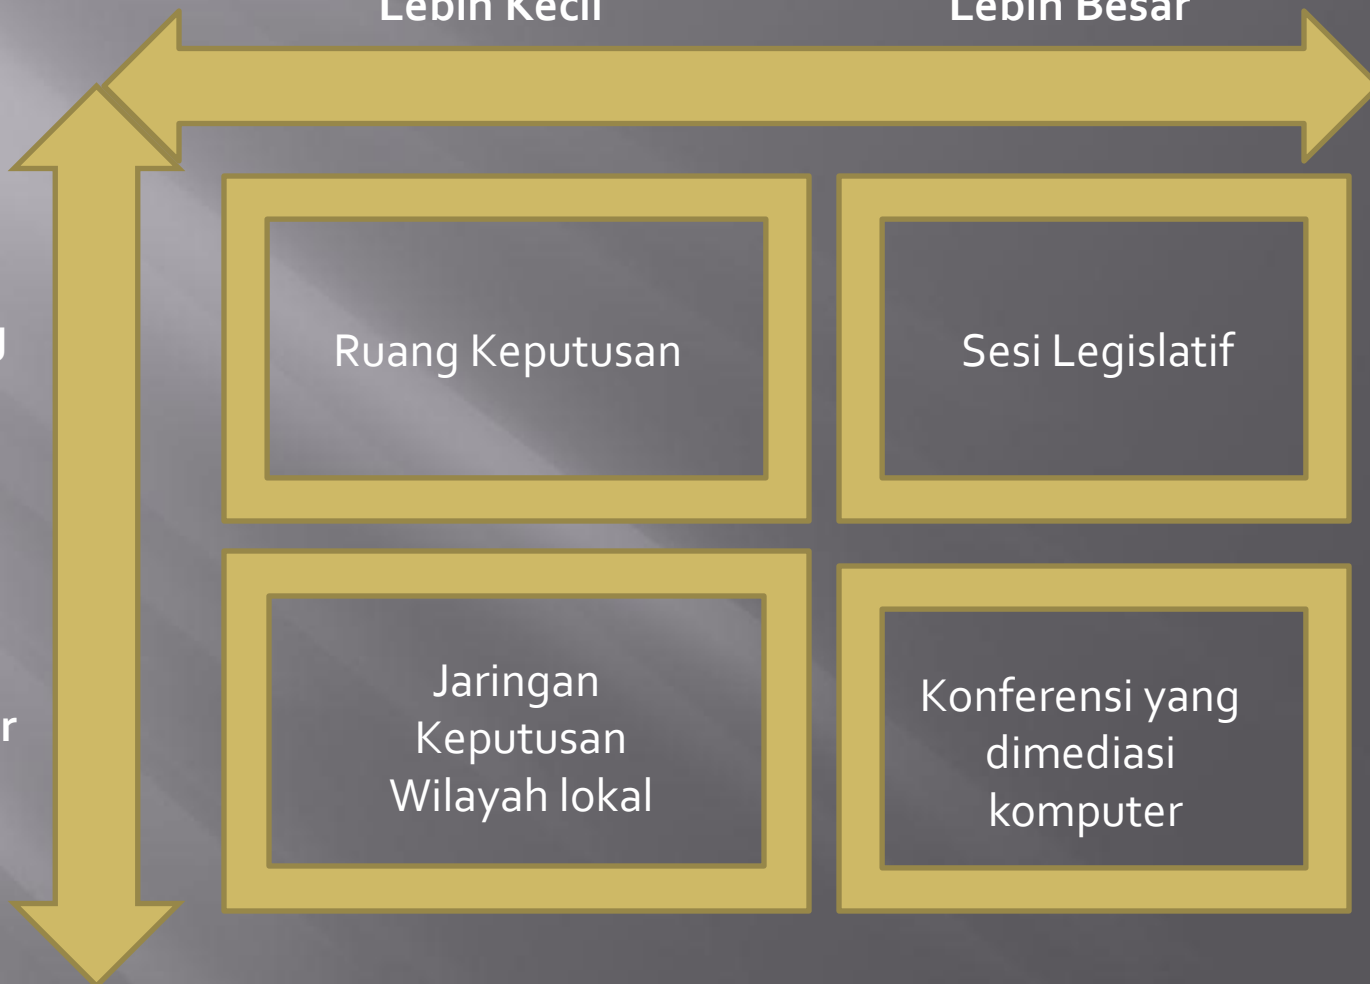 Lebih Kecil
Lebih Besar
Ruang Keputusan
Sesi Legislatif
Jaringan
Keputusan
Wilayah lokal
Konferensi yang
dimediasi
komputer